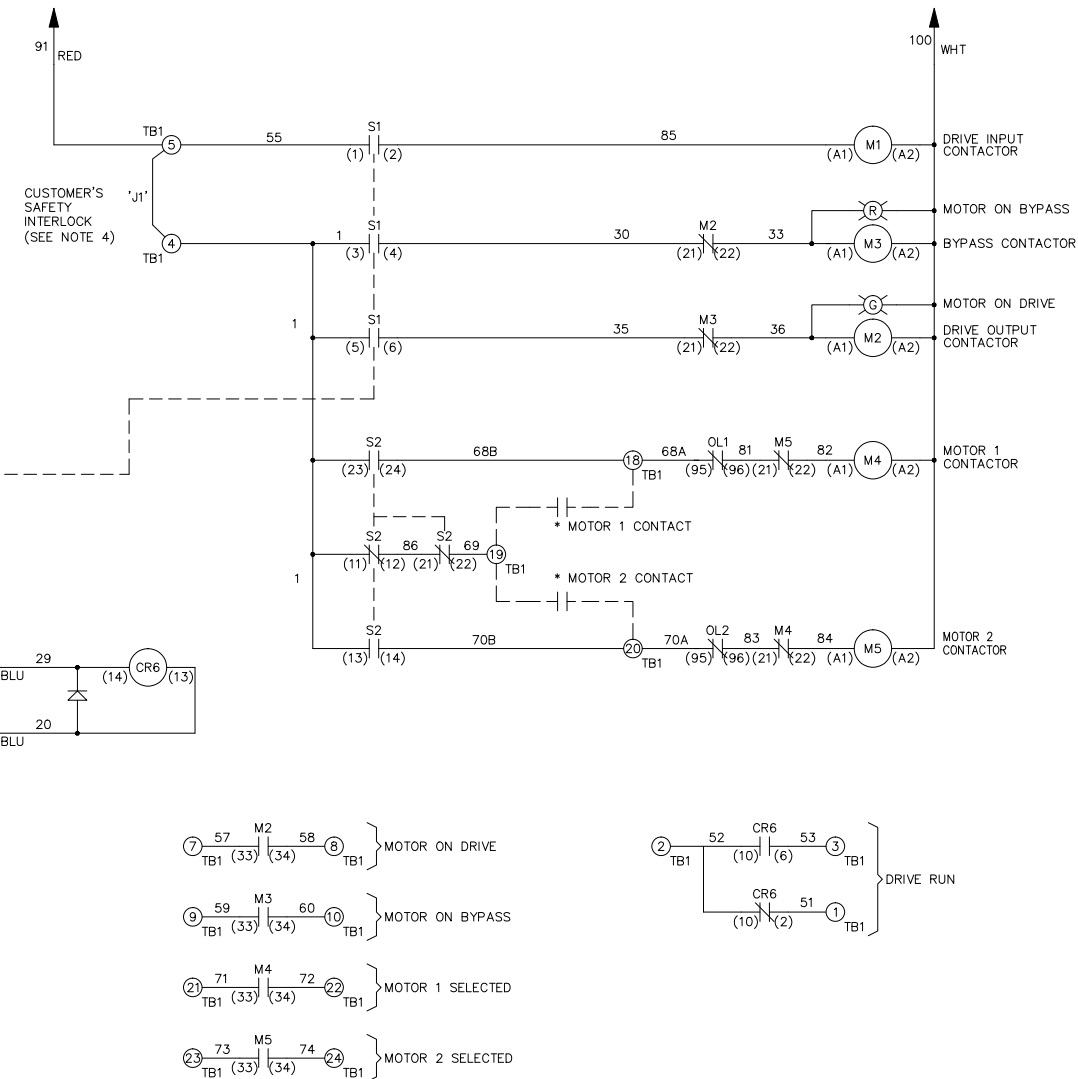 91
RED
100
WHT
TB1
5
55
S1
(1) (2)
85
M1
(A1) (A2)
DRIVE INPUT
CONTACTOR
CUSTOMER'S
SAFETY
INTERLOCK
(SEE NOTE 4)
'J1'
R
MOTOR ON BYPASS
4
TB1
1
S1
(3) (4)
30
M2
(21) (22)
33
M3
(A1) (A2)
BYPASS CONTACTOR
G
MOTOR ON DRIVE
1
S1
(5) (6)
35
M3
(21) (22)
36
M2
(A1) (A2)
DRIVE OUTPUT
CONTACTOR
S2
(23) (24)
68B
18
TB1
68A
OL1
(95) (96)
81
M5
(21) (22)
82
M4
(A1) (A2)
MOTOR 1
CONTACTOR
* MOTOR 1 CONTACT
1
S2
(11) (12)
86
S2
(21) (22)
69
19
TB1
* MOTOR 2 CONTACT
S2
(13) (14)
70B
20
TB1
70A
OL2
(95) (96)
83
M4
(21) (22)
84
M5
(A1) (A2)
MOTOR 2
CONTACTOR
29
BLU
(14)
CR6
(13)
20
BLU
7
TB1
57
M2
(33) (34)
58
8
TB1
MOTOR ON DRIVE
9
TB1
59
M3
(33) (34)
60
10
TB1
MOTOR ON BYPASS
21
TB1
71
M4
(33) (34)
72
22
TB1
MOTOR 1 SELECTED
23
TB1
73
M5
(33) (34)
74
24
TB1
MOTOR 2 SELECTED
2
TB1
52
CR6
(10) (6)
53
3
TB1
CR6
(10) (2)
51
1
TB1
DRIVE RUN